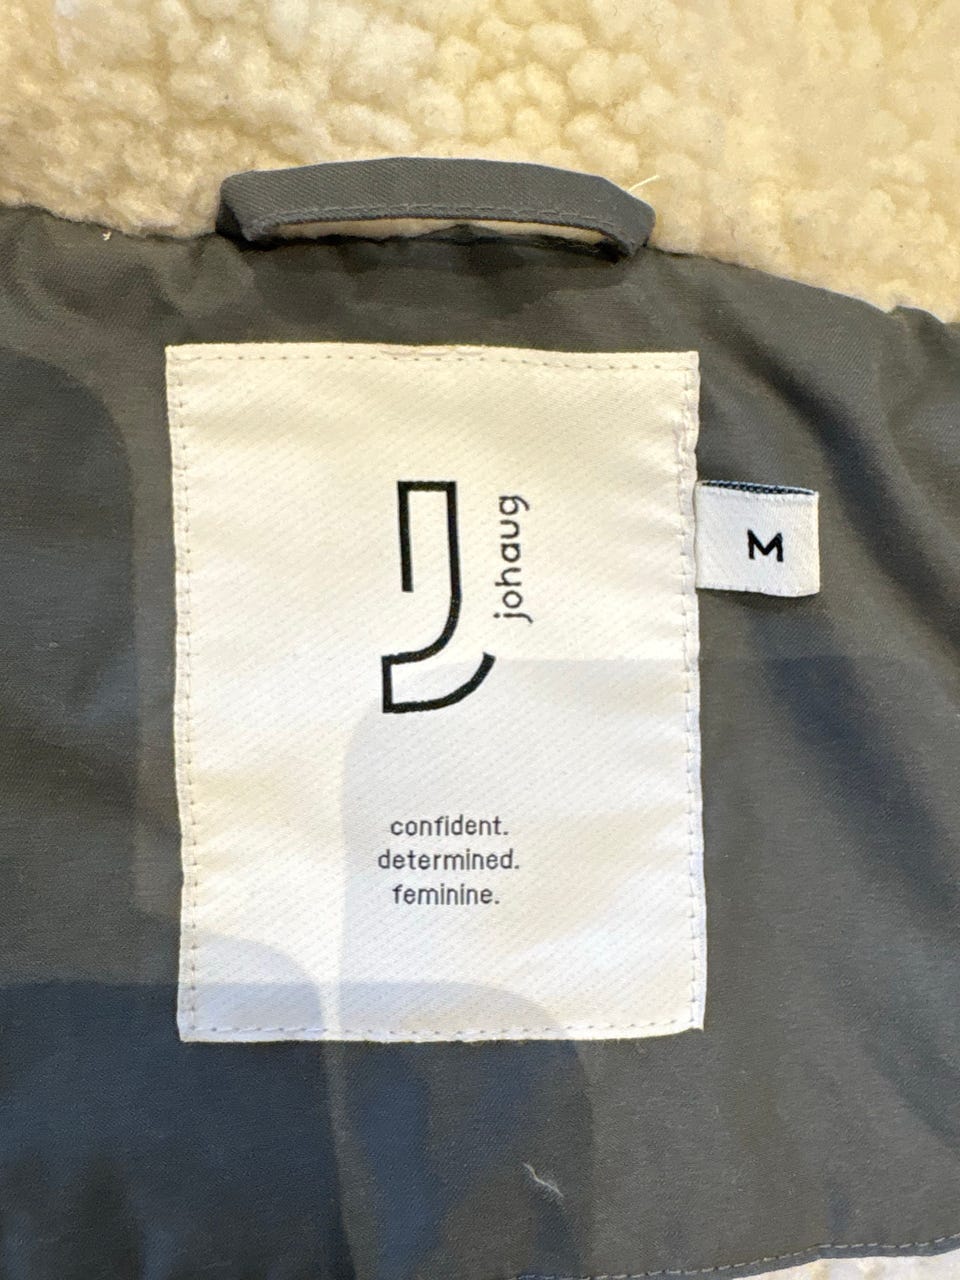 johaug
M
confident.
determined.
feminine.